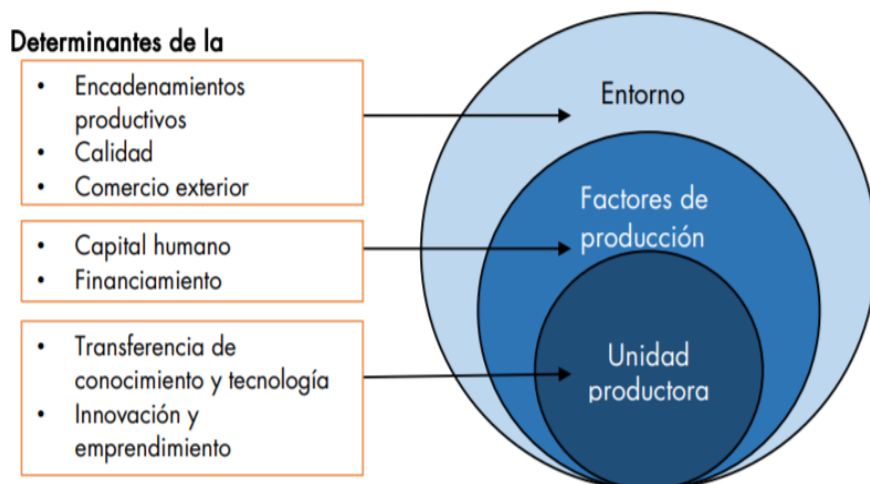 Determinantes de la
• Encadenamientos
productivos
• Calidad
• Comercio exterior
• Capital humano
• Financiamiento
• Transferencia de
conocimiento y tecnología
• Innovación y
emprendimiento
Entorno
Factores de
producción
Unidad
productora